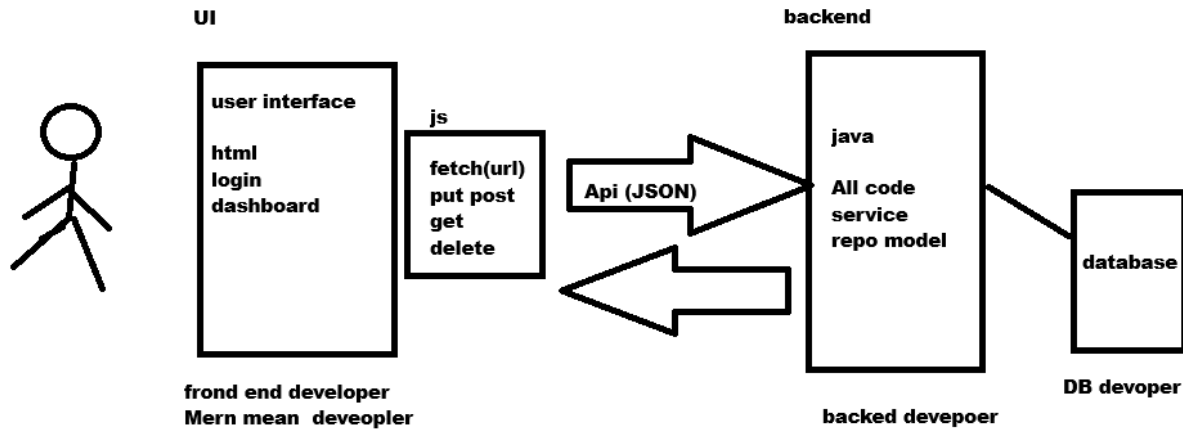 UI
user interface
html
login
dashboard
frond end developer
Mern mean deveopler
js
fetch(url)
put post
get
delete
Api (JSON)
backend
java
All code
service
repo model
backed devepoer
database
DB devoper